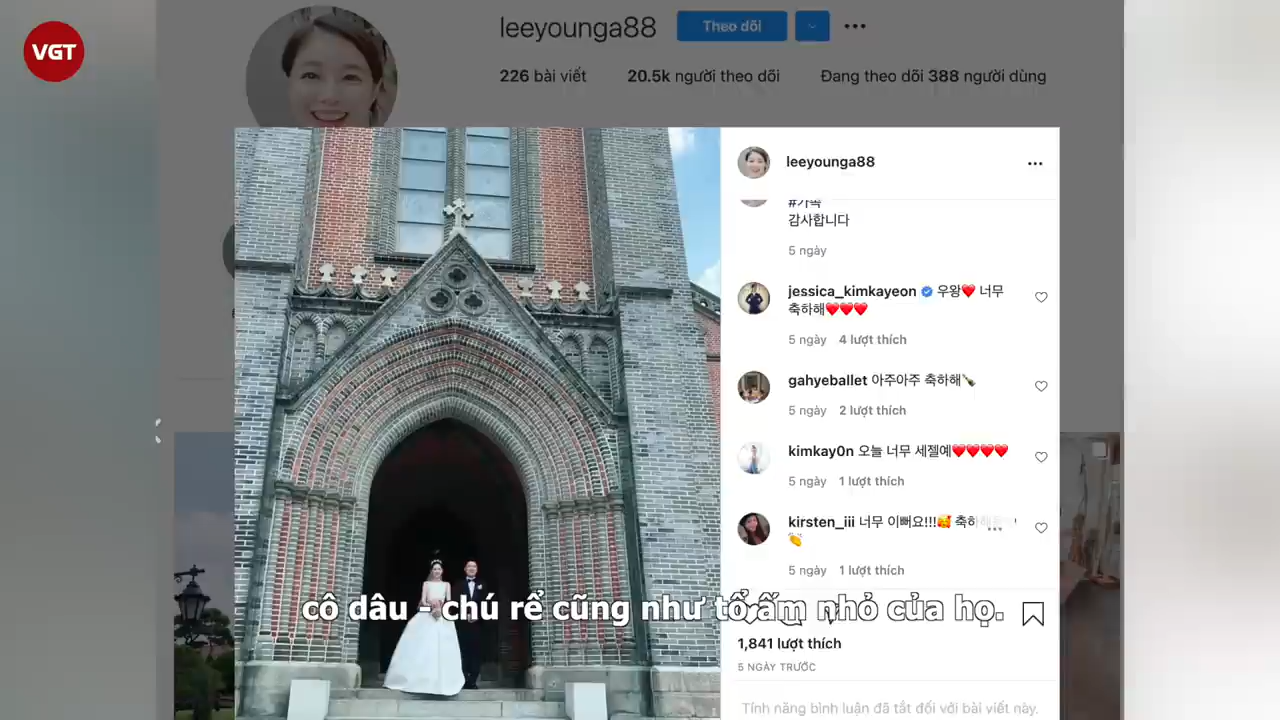 VGT
leeyounga88
Theo dõi
226 bài viết
20.5k người theo dõi
Đang theo dõi 388 người dùng
leeyounga88
#가족
감사합니다
5 ngày
jessica_kimkayeon 우왕❤️ 너무
축하해❤️❤️❤️
5 ngày 4 lượt thích
gahyeballet 아주아주 축하해🍾
5 ngày 2 lượt thích
kimkay0n 오늘 너무 세젤예❤️❤️❤️❤️
5 ngày 1 lượt thích
kirsten_iii 너무 이뻐요!!!🥰 축하해
👏
5 ngày 1 lượt thích
cô dâu - chú rể cũng như tổ ấm nhỏ của họ.
1,841 lượt thích
5 NGÀY TRƯỚC
Tính năng bình luận đã tắt đối với bài viết này.